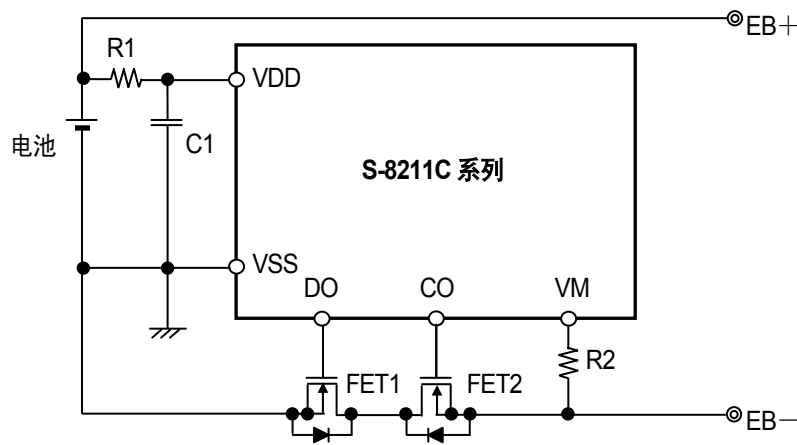 EB＋
R1
VDD
C1
电池
S-8211C 系列
VSS
DO
CO
VM
R2
FET1
FET2
EB－